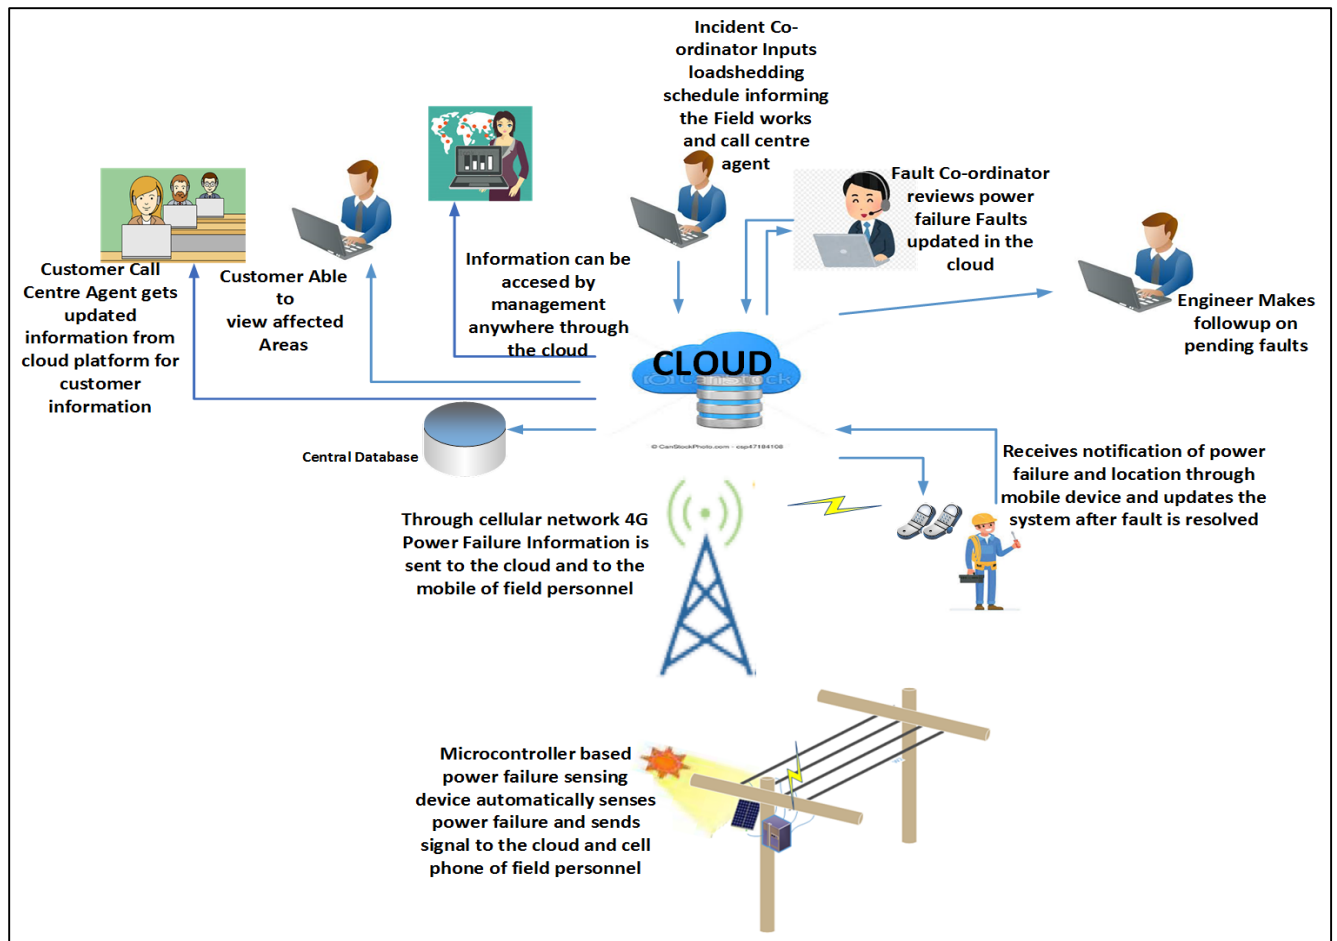 Incident Co-
ordinator Inputs
loadshedding
schedule informing
the Field works
and call centre
agent
Fault Co-ordinator
reviews power
failure Faults
updated in the
cloud
Engineer Makes
followup on
pending faults
Information can be
accesed by
management
anywhere through
the cloud
Customer Able
to
view affected
Areas
Customer Call
Centre Agent gets
updated
information from
cloud platform for
customer
information
CLOUD
CanStock
© CanStockPhoto.com - csp47184106
Central Database
Receives notification of power
failure and location through
mobile device and updates the
system after fault is resolved
Through cellular network 4G
Power Failure Information is
sent to the cloud and to the
mobile of field personnel
Microcontroller based
power failure sensing
device automatically senses
power failure and sends
signal to the cloud and cell
phone of field personnel